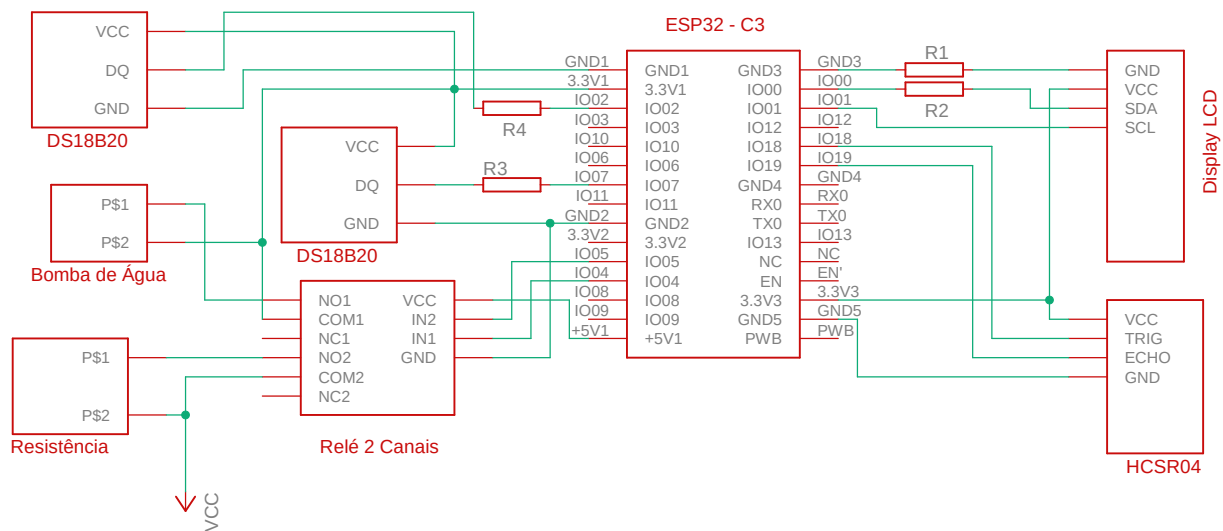 ESP32 - C3
VCC
DQ
GND
DS18B20
VCC
DQ
GND
DS18B20
R4
R3
P$1
P$2
Bomba de Água
P$1
P$2
Resistência
VCC
NO1
COM1
NC1
NO2
COM2
NC2
VCC
IN2
IN1
GND
Relé 2 Canais
GND1
3.3V1
IO02
IO03
IO10
IO06
IO07
IO11
GND2
3.3V2
IO05
IO04
IO08
IO09
+5V1
GND1
3.3V1
IO02
IO03
IO10
IO06
IO07
IO11
GND2
3.3V2
IO05
IO04
IO08
IO09
+5V1
GND3
IO00
IO01
IO12
IO18
IO19
GND4
RX0
TX0
IO13
NC
EN
3.3V3
GND5
PWB
GND3
IO00
IO01
IO12
IO18
IO19
GND4
RX0
TX0
IO13
NC
EN'
3.3V3
GND5
PWB
R1
R2
GND
VCC
SDA
SCL
Display LCD
VCC
TRIG
ECHO
GND
HCSR04